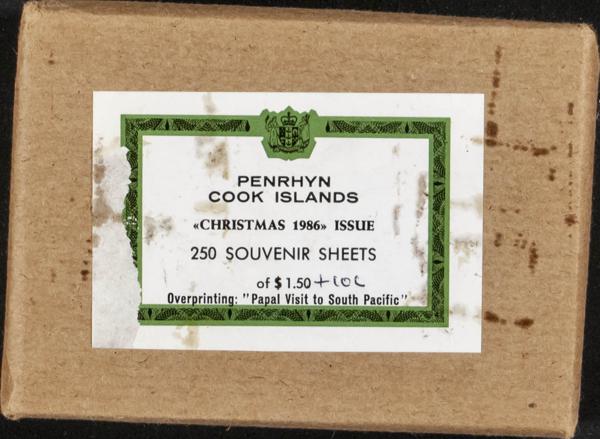 PENRHYN
COOK ISLANDS
«CHRISTMAS 1986» ISSUE
250 SOUVENIR SHEETS
of $1.50 +10c
Overprinting: "Papal Visit to South Pacific"